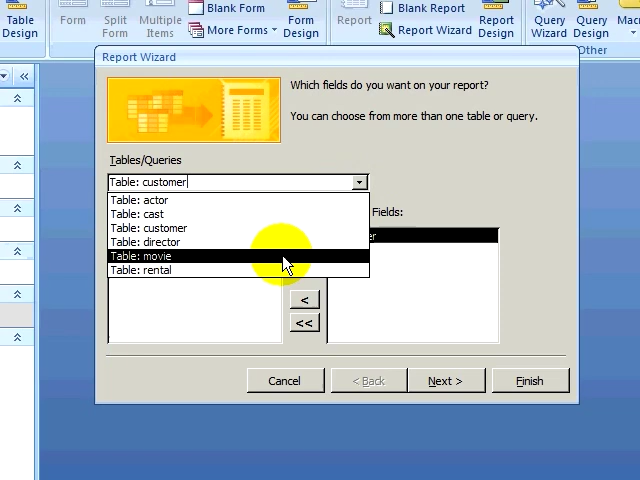 Table Design
Form
Split Form
Multiple Items
Blank Form
More Forms
Form Design
Report
Blank Report
Report Wizard
Report Design
Query Wizard
Query Design
Other
Report Wizard
Which fields do you want on your report?
You can choose from more than one table or query.
Tables/Queries
Table: customer
Table: actor
Table: cast
Table: customer
Table: director
Table: movie
Table: rental
Fields:
<
<<
Cancel
< Back
Next >
Finish